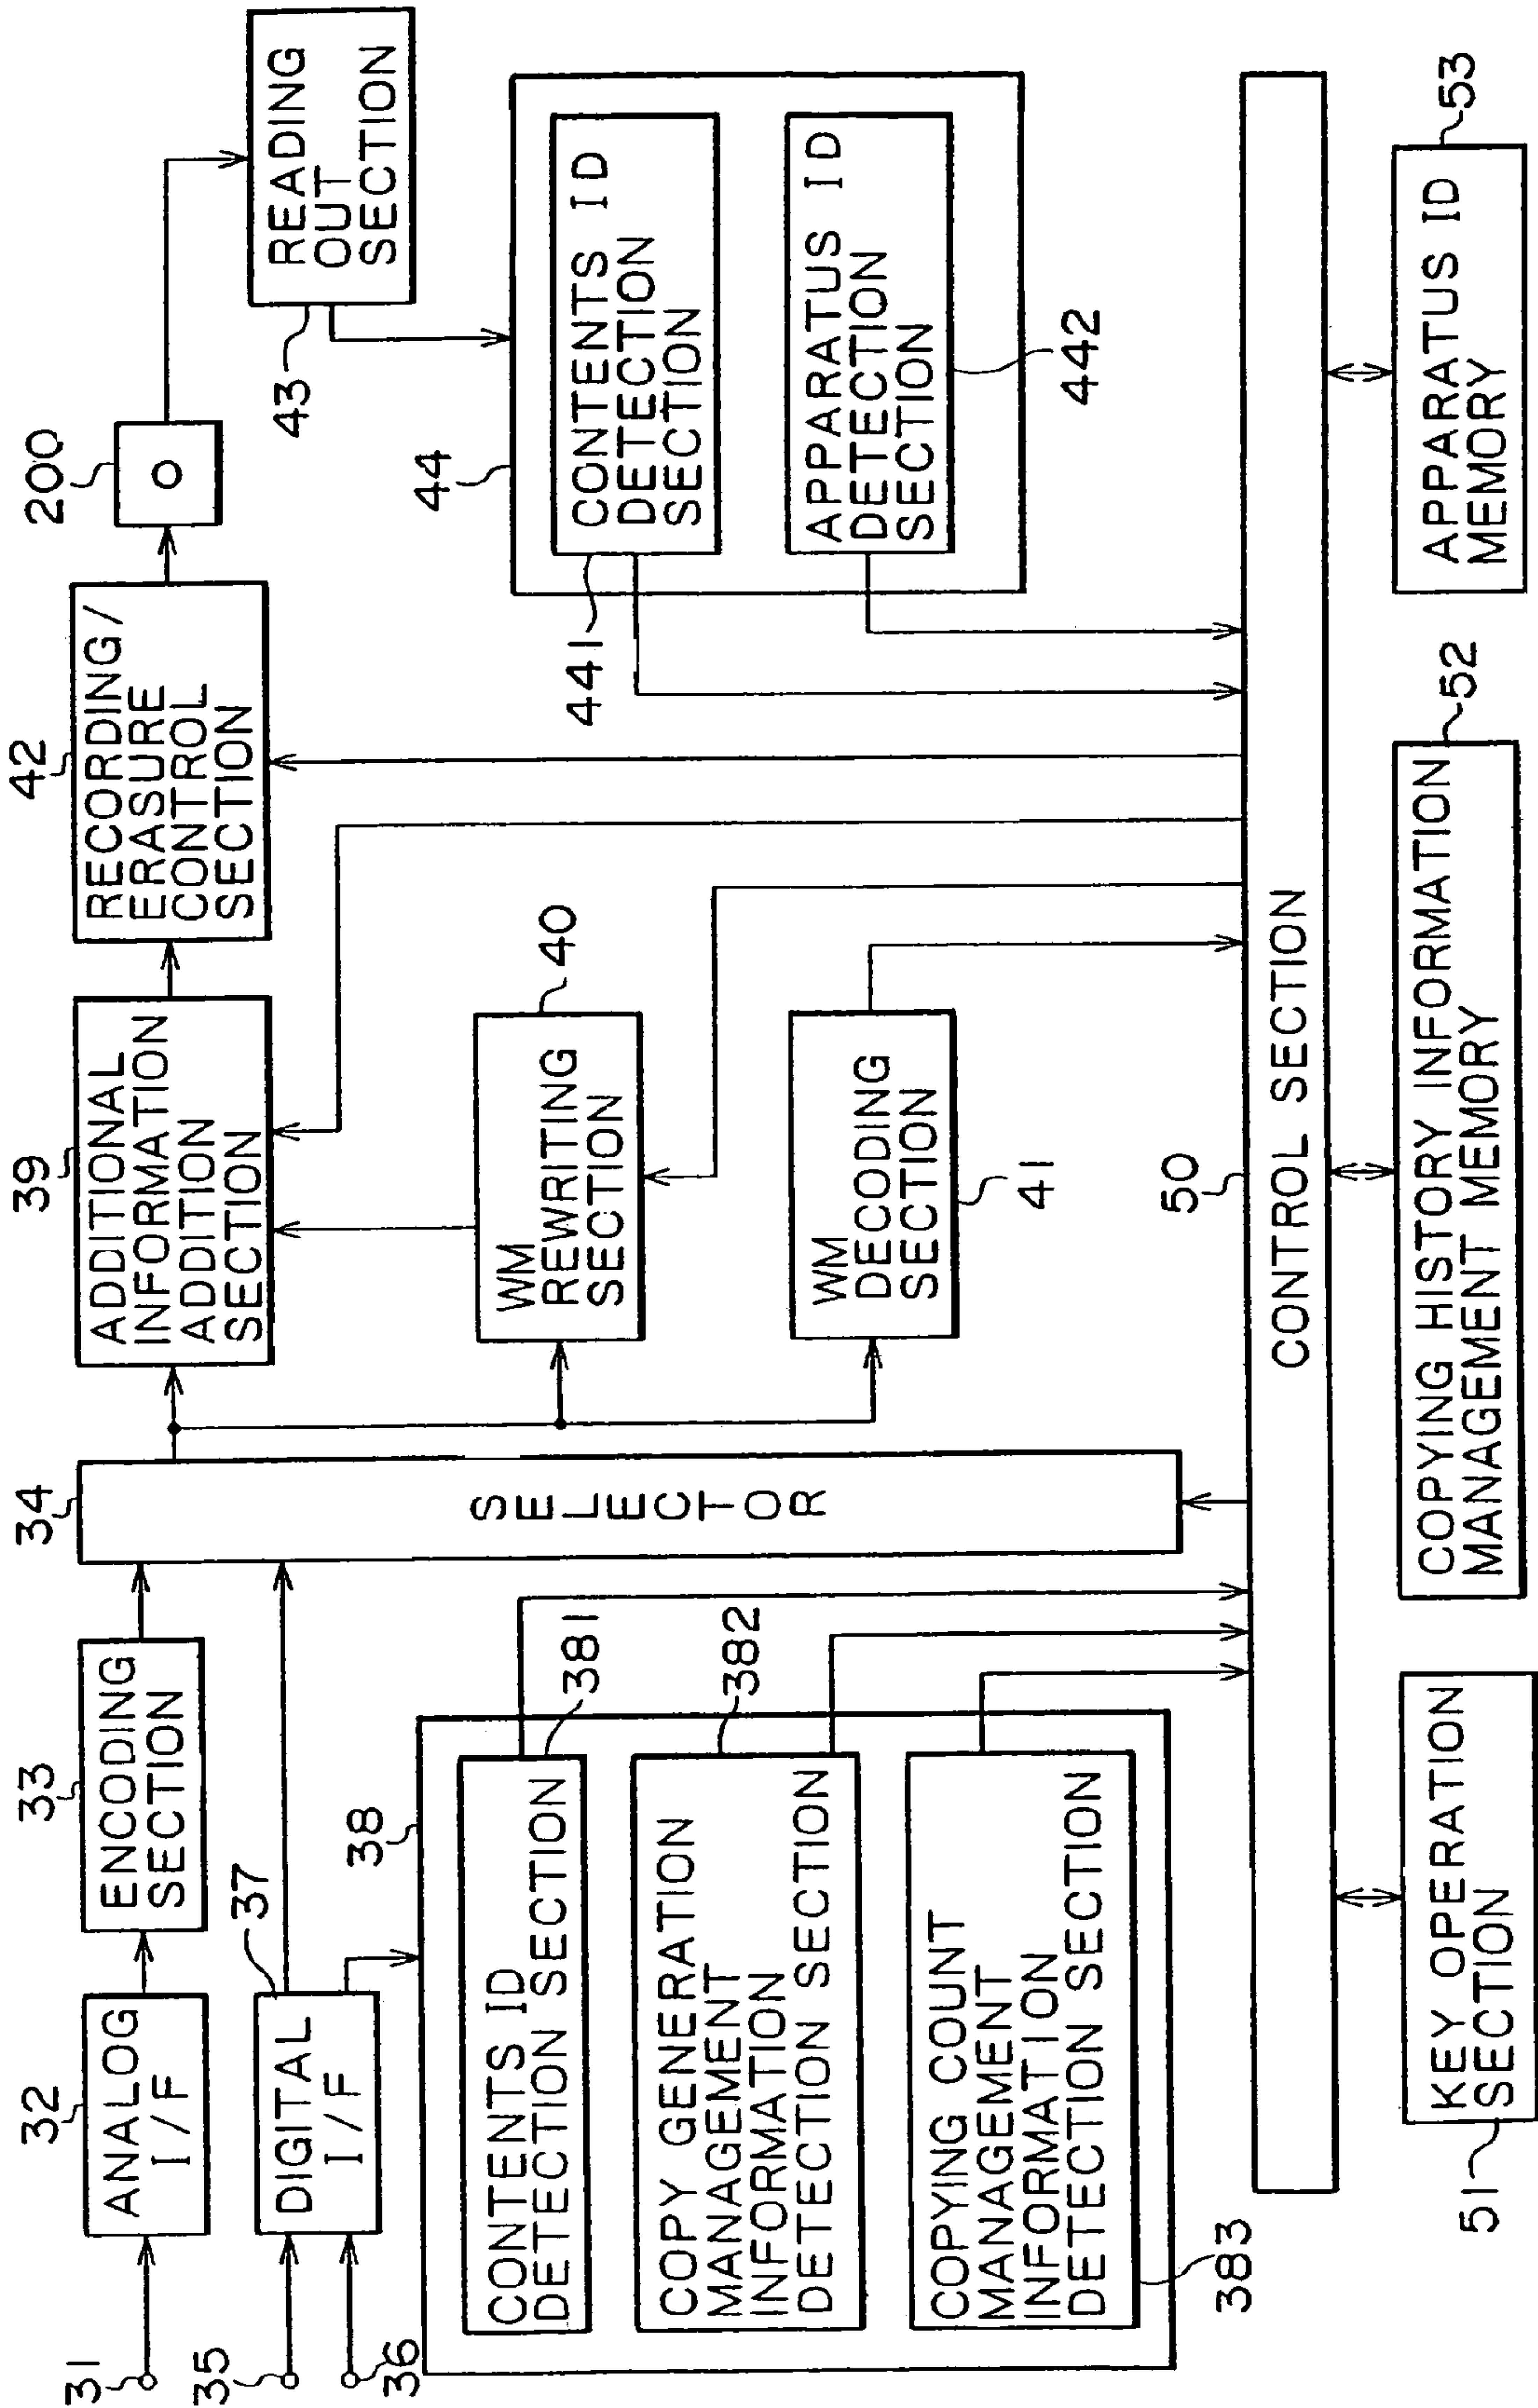 31
32
ANALOG
I/F
33
ENCODING
SECTION
34
SELECTOR
35
36
37
DIGITAL
I/F
38
CONTENTS ID
DETECTION SECTION
381
COPY GENERATION
MANAGEMENT
INFORMATION
DETECTION SECTION
382
COPYING COUNT
MANAGEMENT
INFORMATION
DETECTION SECTION
383
39
ADDITIONAL
INFORMATION
ADDITION
SECTION
40
WM
REWRITING
SECTION
41
WM
DECODING
SECTION
42
RECORDING/
ERASURE
CONTROL
SECTION
200
43
READING
OUT
SECTION
44
441
CONTENTS ID
DETECTION
SECTION
APPARATUS ID
DETECTION
SECTION
442
50
CONTROL SECTION
51
KEY OPERATION
SECTION
52
COPYING HISTORY INFORMATION
MANAGEMENT MEMORY
53
APPARATUS ID
MEMORY